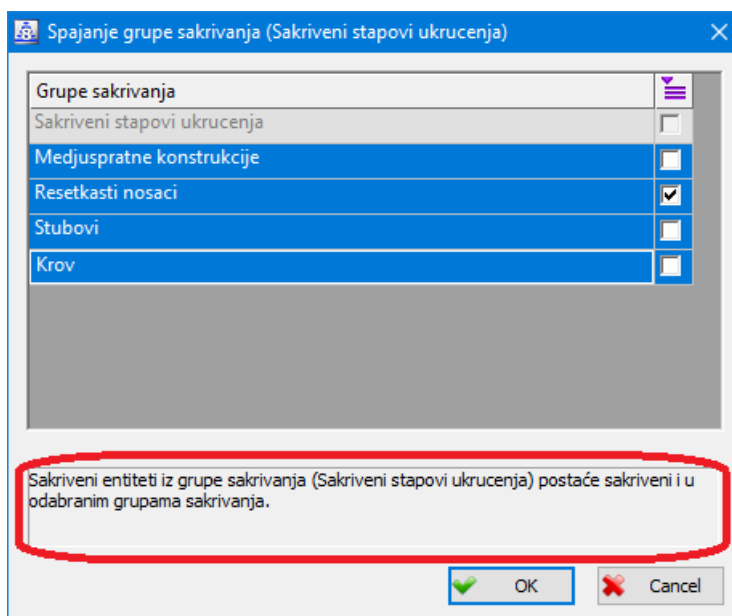 Spajanje grupe sakrivanja (Sakriveni stapovi ukrucenja)
Grupe sakrivanja
Sakriveni stapovi ukrucenja
Medjuspratne konstrukcije
Resetkasti nosaci
Stubovi
Krov
Sakriveni entiteti iz grupe sakrivanja (Sakriveni stapovi ukrucenja) postaće sakriveni i u
odabranim grupama sakrivanja.
OK Cancel